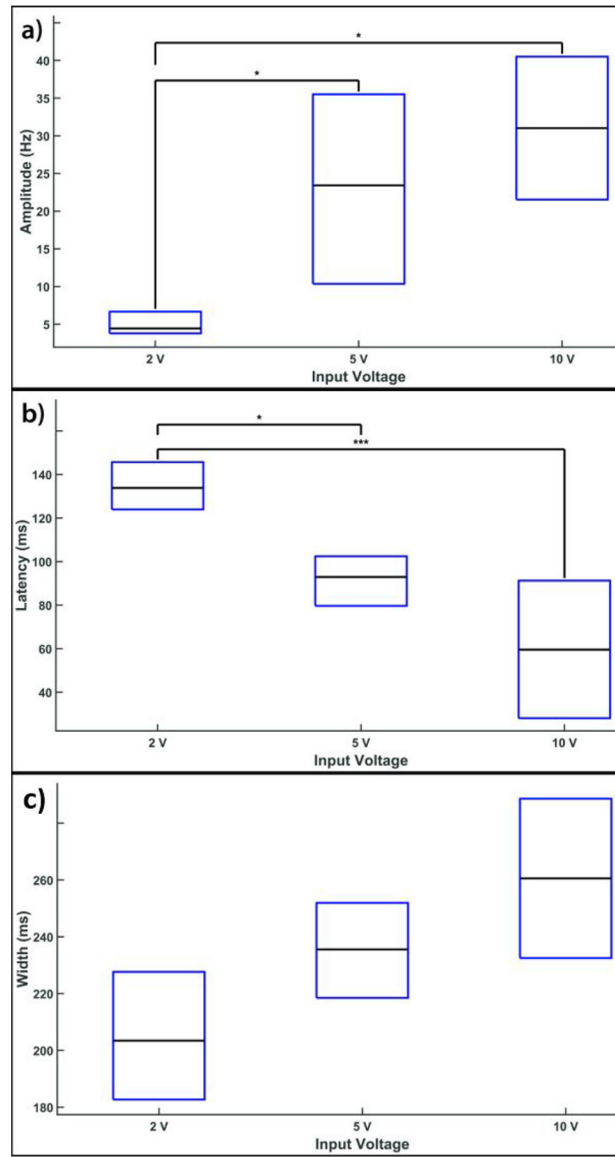 a)
*
*
40
35
30
25
20
15
10
5
Amplitude (Hz)
2 V 5 V 10 V
Input Voltage
b)
*
***
140
120
100
80
60
40
Latency (ms)
2 V 5 V 10 V
Input Voltage
c)
260
240
220
200
180
Width (ms)
2 V 5 V 10 V
Input Voltage